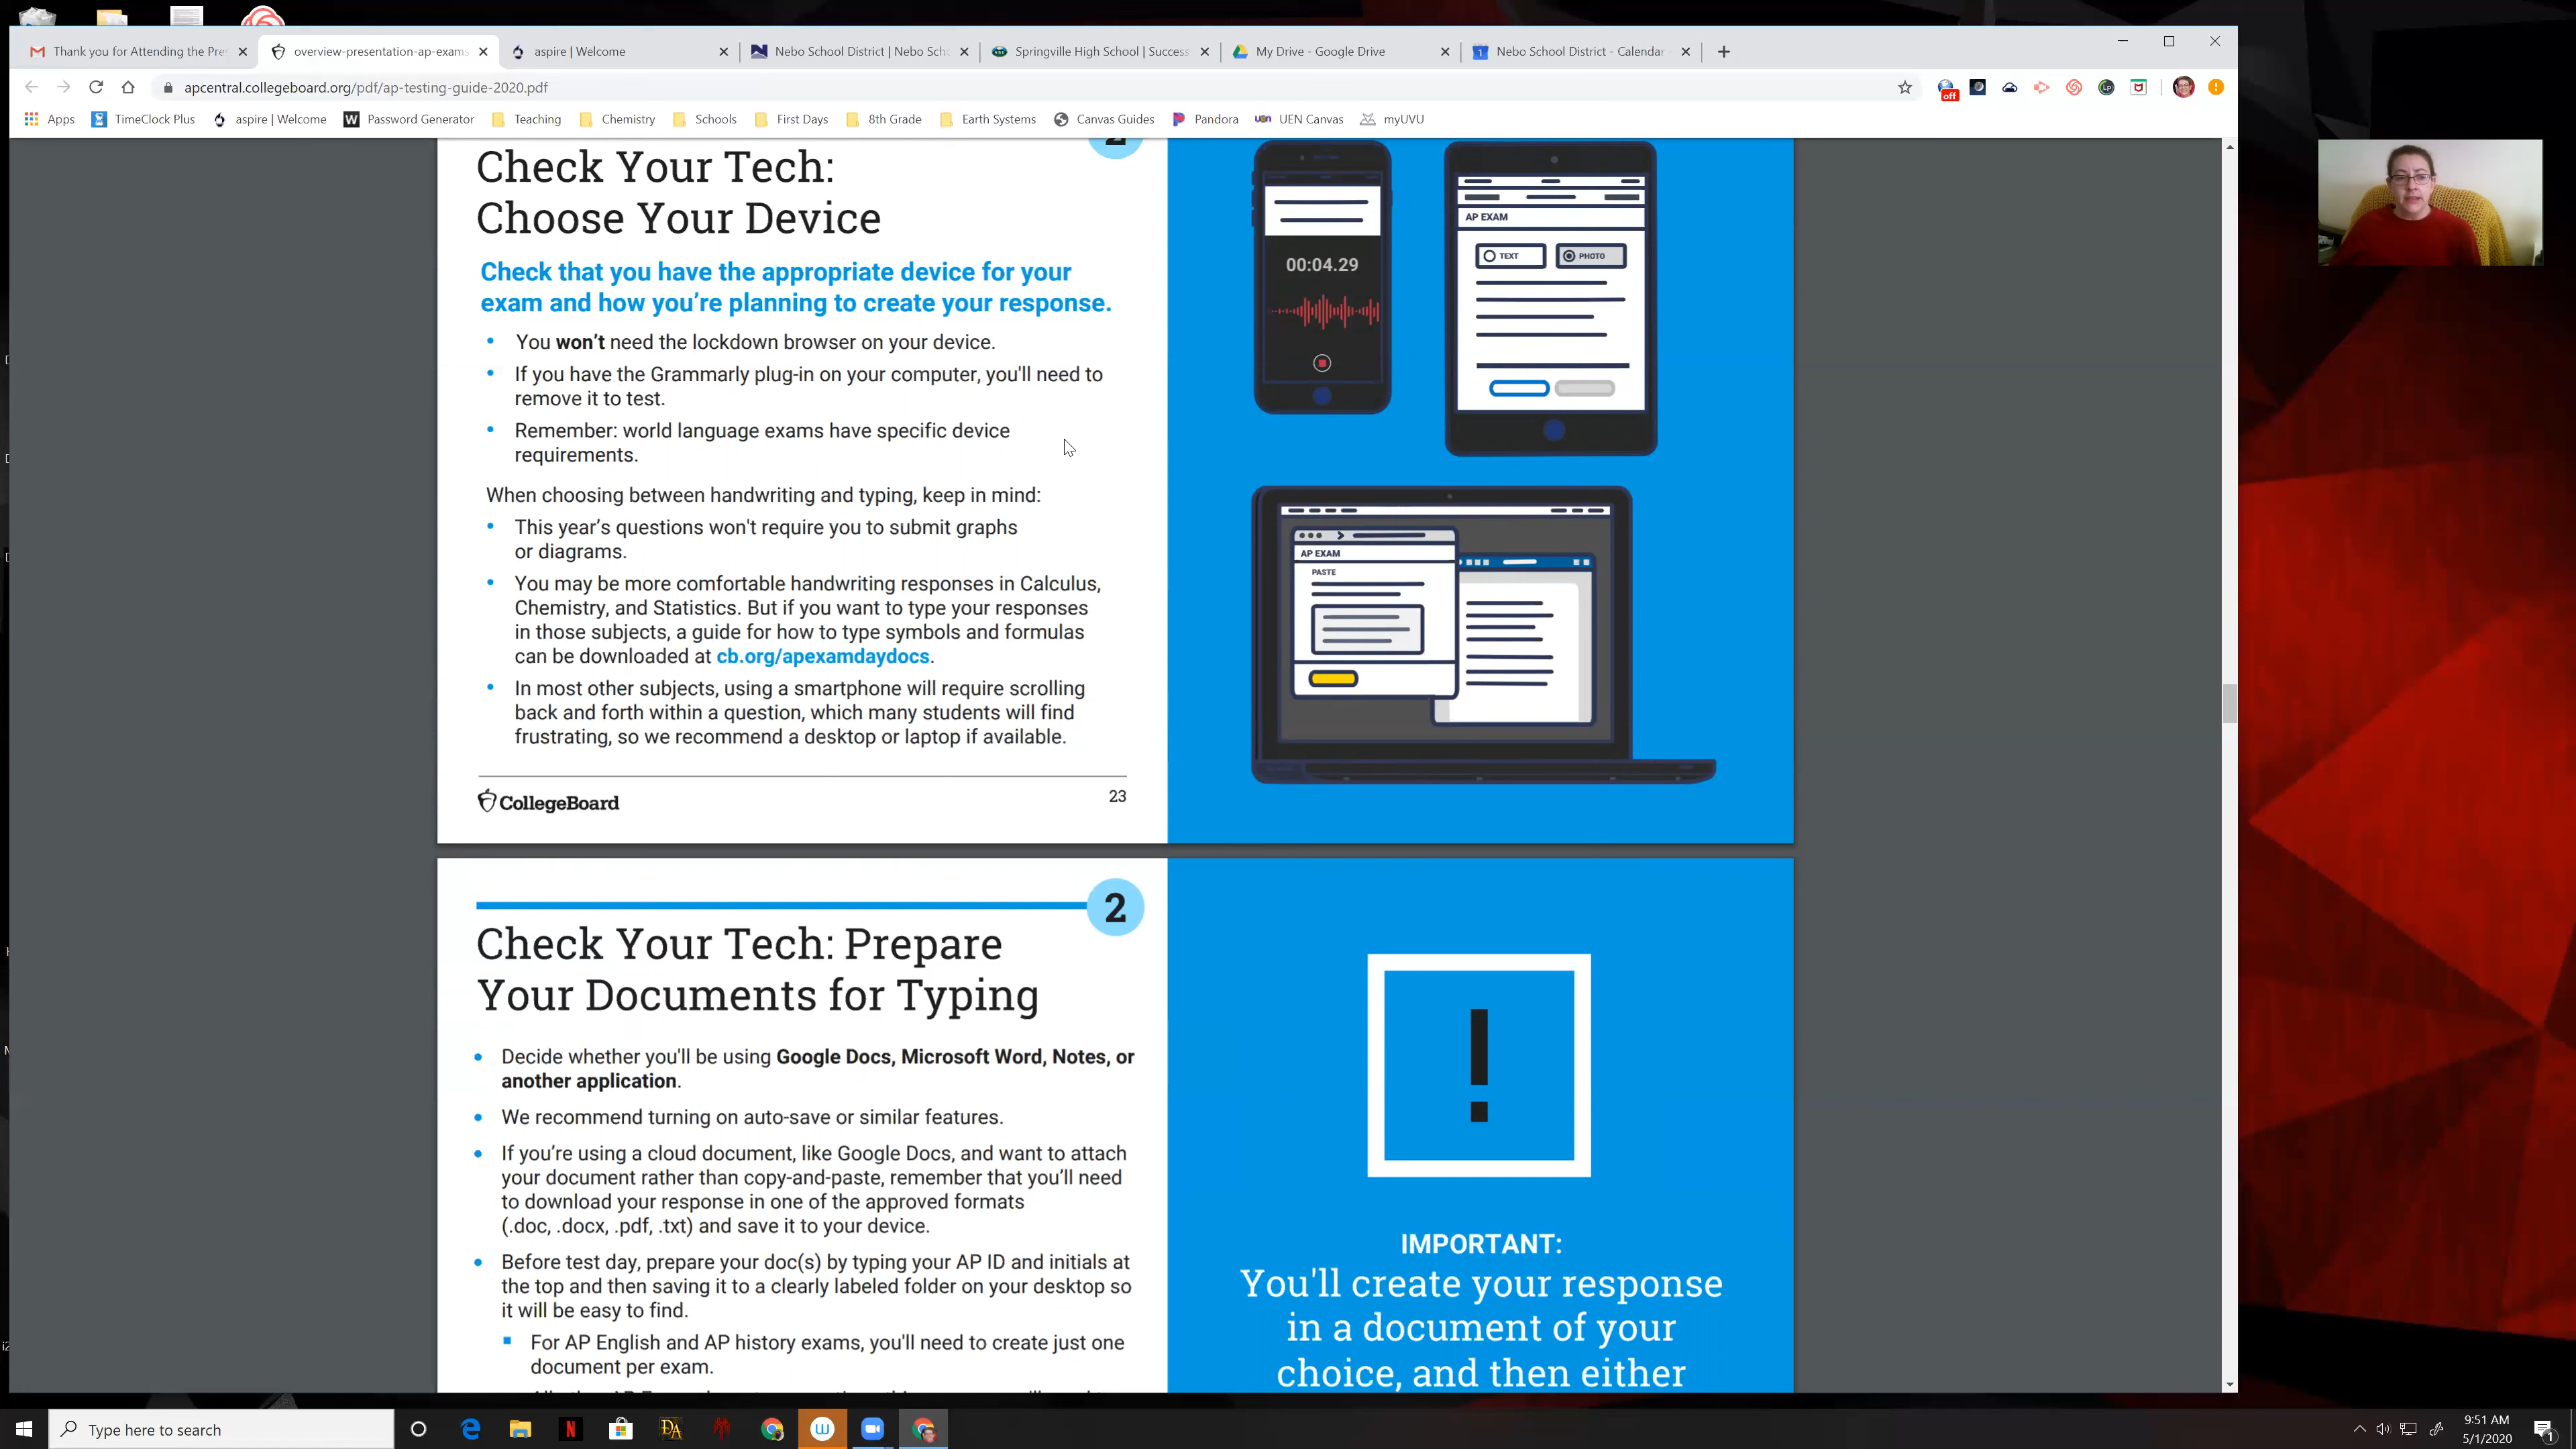 Thank you for Attending the Pre
overview-presentation-ap-exams
aspire | Welcome
Nebo School District | Nebo Scho
Springville High School | Success
My Drive - Google Drive
Nebo School District - Calendar
apcentral.collegeboard.org/pdf/ap-testing-guide-2020.pdf
off
Apps
TimeClock Plus
aspire | Welcome
W
Password Generator
Teaching
Chemistry
Schools
First Days
8th Grade
Earth Systems
Canvas Guides
Pandora
UEN Canvas
myUVU
Check Your Tech:
Choose Your Device
Check that you have the appropriate device for your
exam and how you're planning to create your response.
• You won't need the lockdown browser on your device.
• If you have the Grammarly plug-in on your computer, you'll need to
remove it to test.
• Remember: world language exams have specific device
requirements.
When choosing between handwriting and typing, keep in mind:
• This year's questions won't require you to submit graphs
or diagrams.
• You may be more comfortable handwriting responses in Calculus,
Chemistry, and Statistics. But if you want to type your responses
in those subjects, a guide for how to type symbols and formulas
can be downloaded at cb.org/apexamdaydocs.
• In most other subjects, using a smartphone will require scrolling
back and forth within a question, which many students will find
frustrating, so we recommend a desktop or laptop if available.
CollegeBoard
23
00:04.29
AP EXAM
TEXT
PHOTO
AP EXAM
PASTE
2
Check Your Tech: Prepare
Your Documents for Typing
• Decide whether you'll be using Google Docs, Microsoft Word, Notes, or
another application.
• We recommend turning on auto-save or similar features.
• If you're using a cloud document, like Google Docs, and want to attach
your document rather than copy-and-paste, remember that you'll need
to download your response in one of the approved formats
(.doc, .docx, .pdf, .txt) and save it to your device.
• Before test day, prepare your doc(s) by typing your AP ID and initials at
the top and then saving it to a clearly labeled folder on your desktop so
it will be easy to find.
▪ For AP English and AP history exams, you'll need to create just one
document per exam.
!
IMPORTANT:
You'll create your response
in a document of your
choice, and then either
Type here to search
9:51 AM
5/1/2020